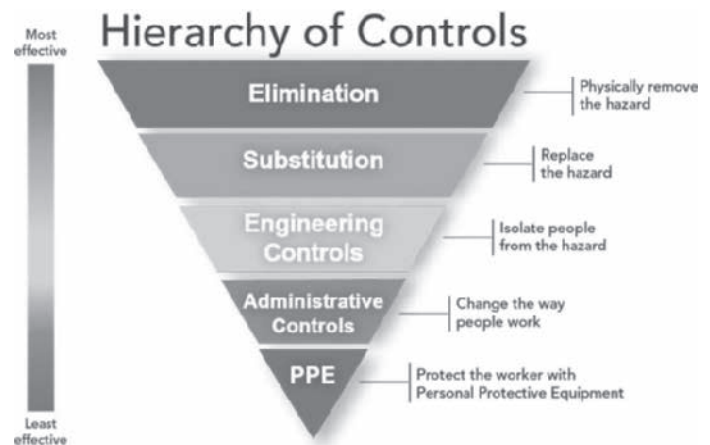 Hierarchy of Controls
Most
effective
Elimination
Physically remove
the hazard
Substitution
Replace
the hazard
Engineering
Controls
Isolate people
from the hazard
Administrative
Controls
Change the way
people work
PPE
Protect the worker with
Personal Protective Equipment
Least
effective